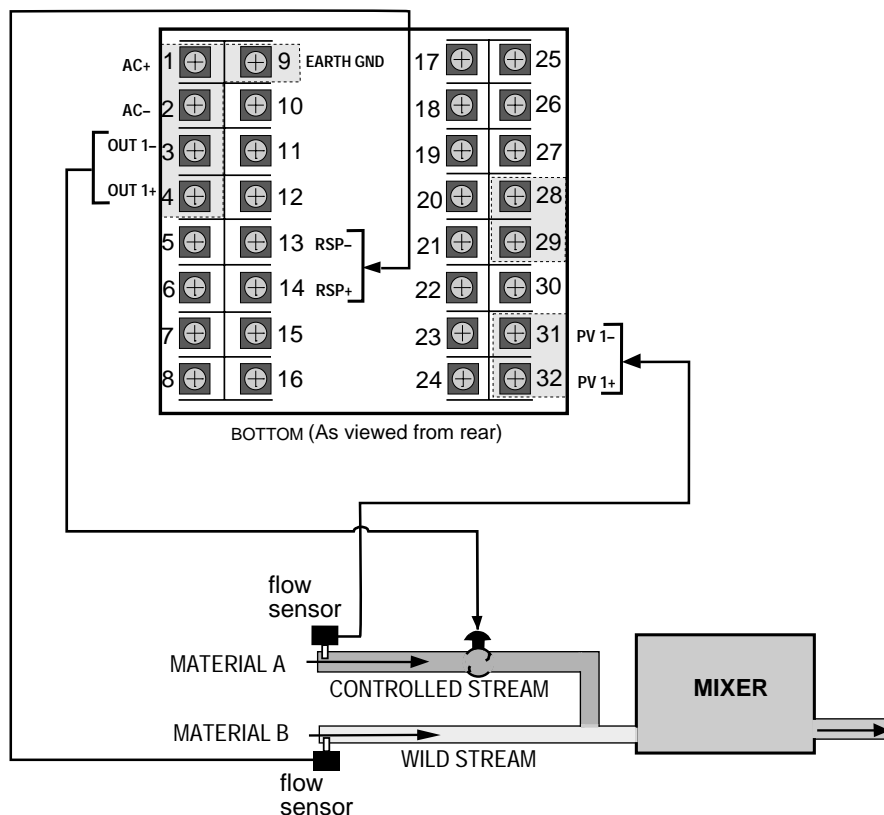 AC+ 1 9 EARTH GND 17 25
AC– 2 10 18 26
OUT 1– 3 11 19 27
OUT 1+ 4 12 20 28
5 13 RSP– 21 29
6 14 RSP+ 22 30
7 15 23 31 PV 1–
8 16 24 32 PV 1+
BOTTOM (As viewed from rear)
flow
sensor
MATERIAL A
CONTROLLED STREAM
MIXER
MATERIAL B
WILD STREAM
flow
sensor